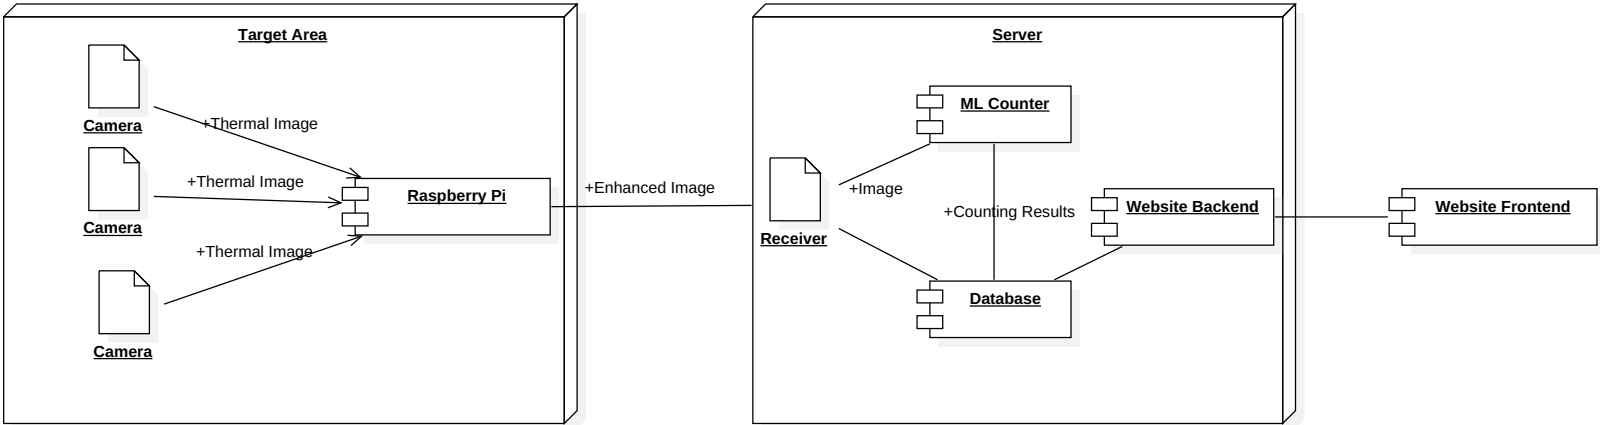 Target Area
Camera
+Thermal Image
Camera
+Thermal Image
Camera
+Thermal Image
Raspberry Pi
+Enhanced Image
Server
ML Counter
Receiver
+Image
+Counting Results
Database
Website Backend
Website Frontend